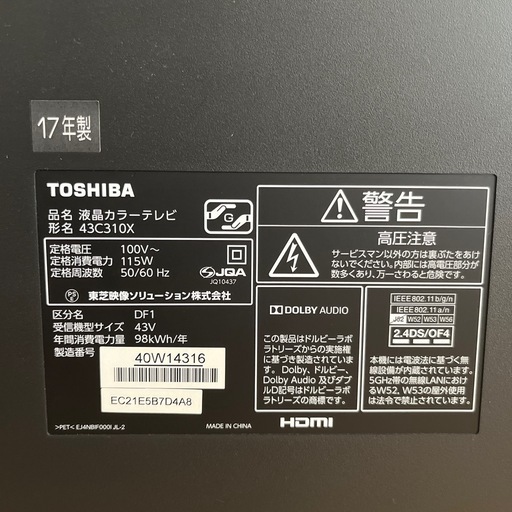 17年製
TOSHIBA
品名 液晶カラーテレビ
形名 43C310X
定格電圧 100V～
定格消費電力 115W
定格周波数 50/60 Hz
G
JQA
JQ10437
東芝映像ソリューション株式会社
区分名 DF1
受信機型サイズ 43V
年間消費電力量 98kWh/年
製造番号
40W14316
EC21E5B7D4A8
>PET< EJ4NBIF000I JL-2
MADE IN CHINA
警告
高圧注意
サービスマン以外の方は裏ぶたをあけ
ないでください。内部には高電圧部分が
数多くあり、万一さわると危険です。
DOLBY AUDIO
この製品はドルビーラボ
ラトリーズからの実施権
に基づき製造されていま
す。Dolby、ドルビー、
Dolby Audio 及びダブ
ルD記号はドルビーラボ
ラトリーズの商標です。
IEEE802.11b/g/n
IEEE802.11a/n
J52 W52 W53 W56
2.4DS/OF4
本機には電波法に基づく無
線設備が内蔵されています。
5GHz帯の無線LANにおけ
るW52、W53の屋外使用
は法令で禁止されています。
HDMI